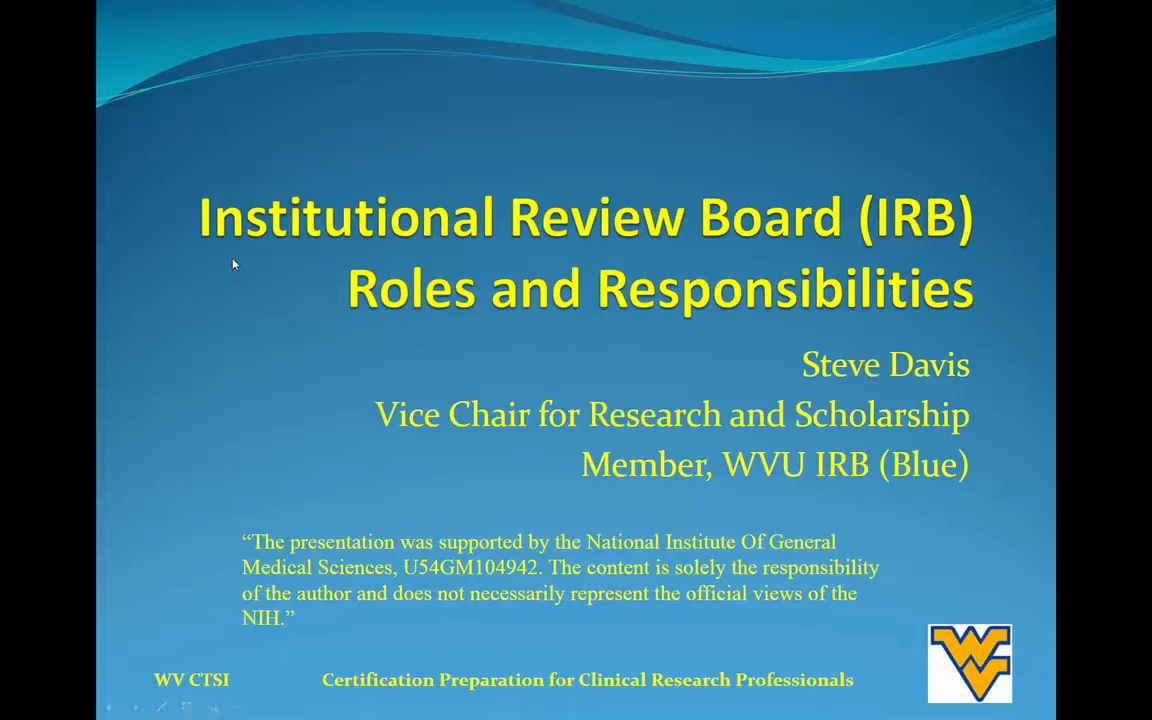 Institutional Review Board (IRB)
Roles and Responsibilities
Steve Davis
Vice Chair for Research and Scholarship
Member, WVU IRB (Blue)
“The presentation was supported by the National Institute Of General
Medical Sciences, U54GM104942. The content is solely the responsibility
of the author and does not necessarily represent the official views of the
NIH.”
WV CTSI
Certification Preparation for Clinical Research Professionals